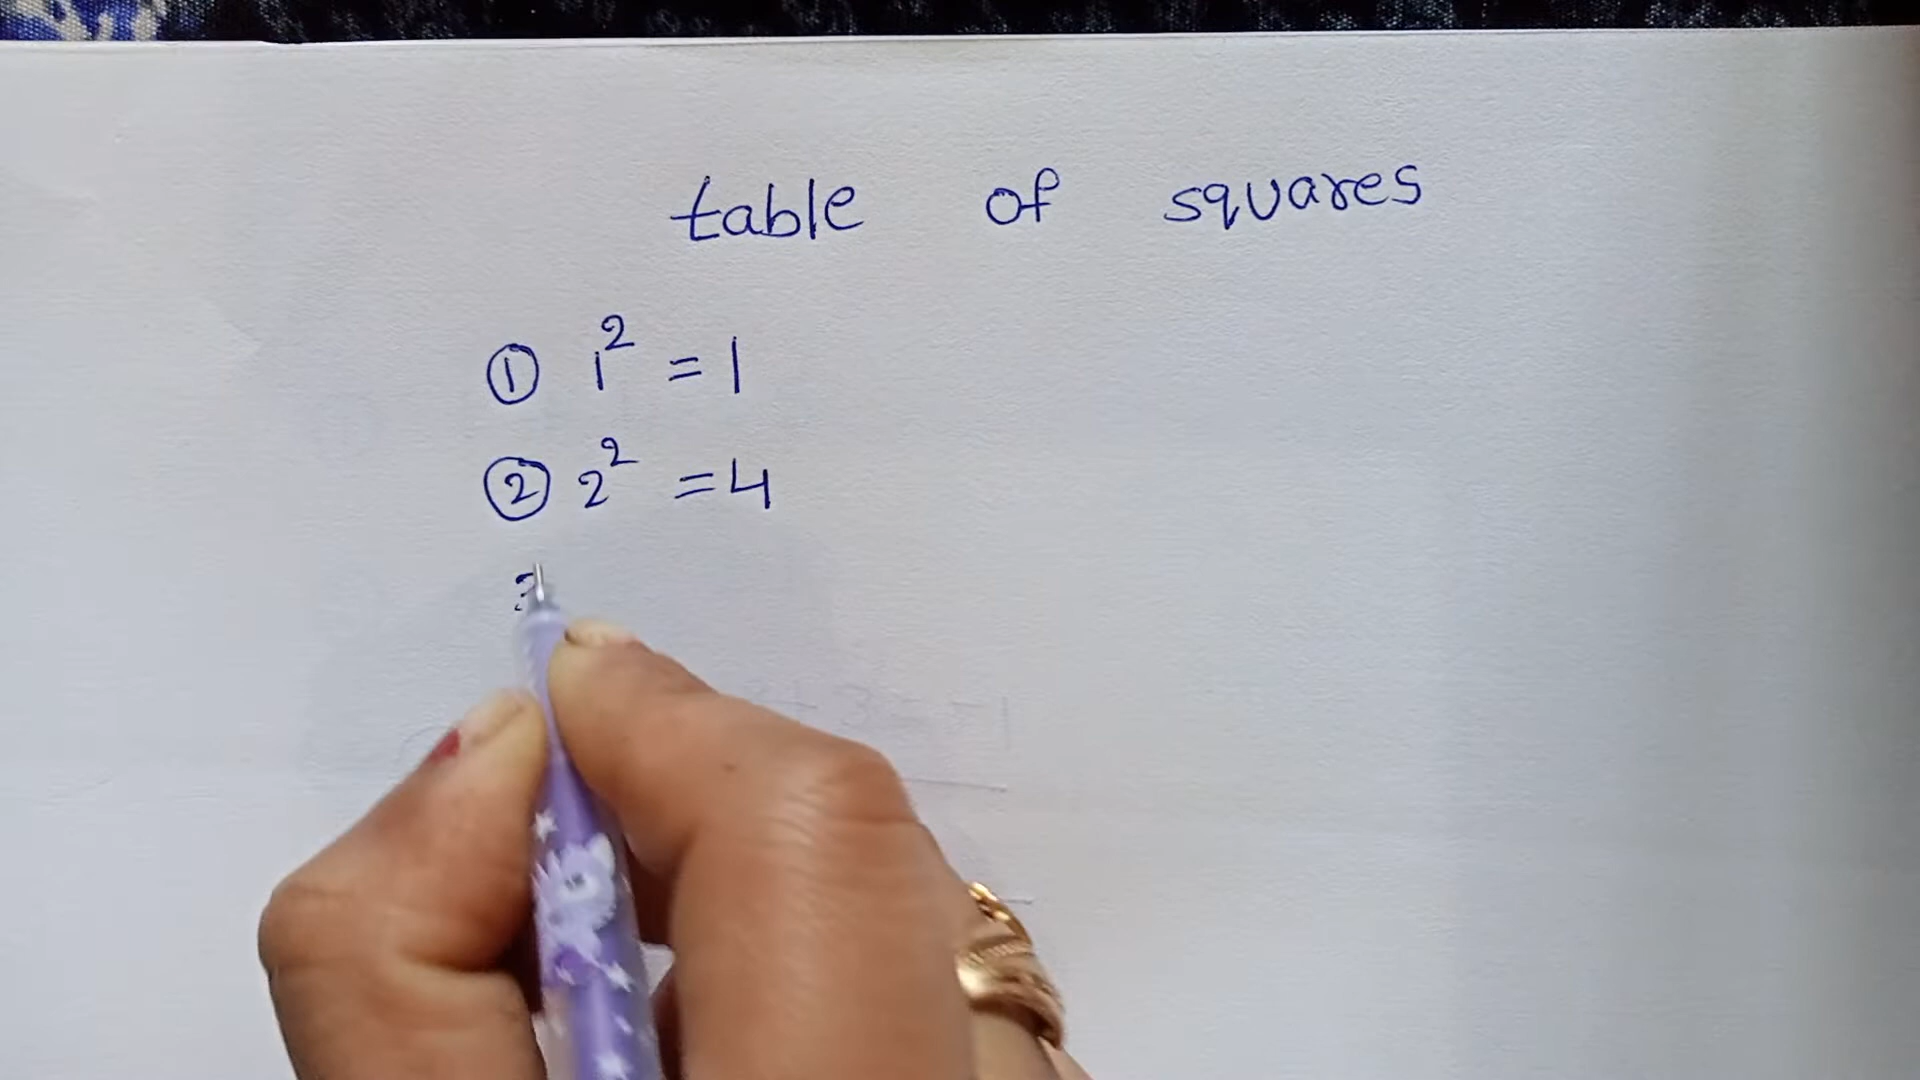 table of squares
① 1² = 1
② 2² = 4